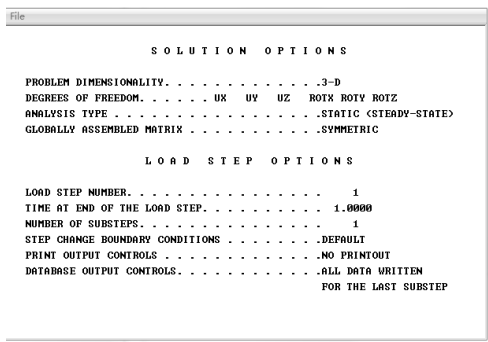 File
S O L U T I O N   O P T I O N S
PROBLEM DIMENSIONALITY. . . . . . . . . . . . .3-D
DEGREES OF FREEDOM. . . . . . UX   UY   UZ   ROTX ROTY ROTZ
ANALYSIS TYPE . . . . . . . . . . . . . . . . .STATIC (STEADY-STATE)
GLOBALLY ASSEMBLED MATRIX . . . . . . . . . . .SYMMETRIC
L O A D   S T E P   O P T I O N S
LOAD STEP NUMBER. . . . . . . . . . . . . . . .     1
TIME AT END OF THE LOAD STEP. . . . . . . . . .  1.0000
NUMBER OF SUBSTEPS. . . . . . . . . . . . . . .     1
STEP CHANGE BOUNDARY CONDITIONS . . . . . . . .DEFAULT
PRINT OUTPUT CONTROLS . . . . . . . . . . . . .NO PRINTOUT
DATABASE OUTPUT CONTROLS. . . . . . . . . . . .ALL DATA WRITTEN
FOR THE LAST SUBSTEP